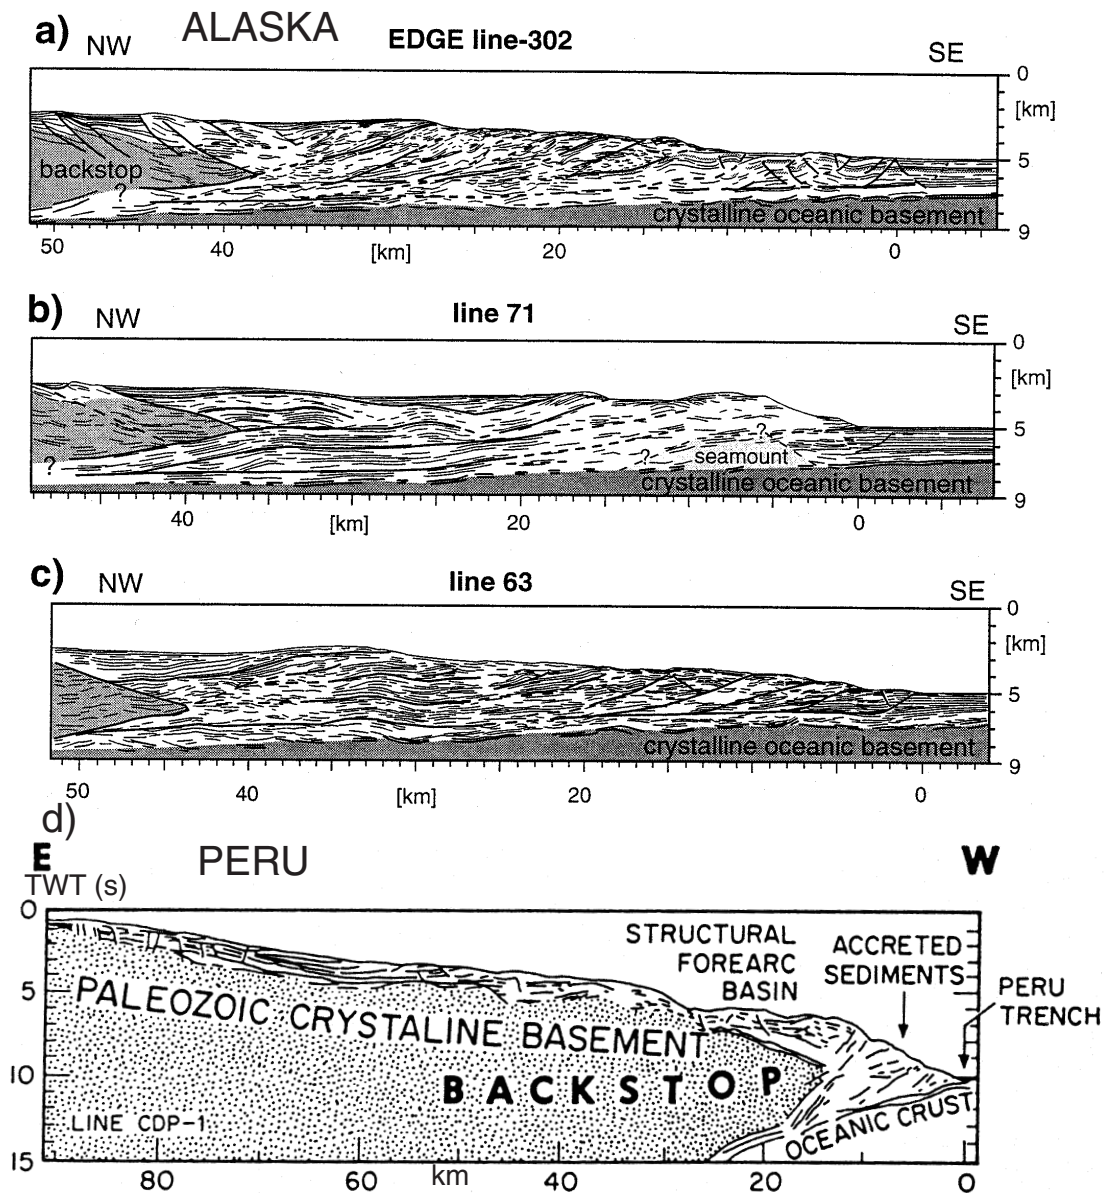 a) NW ALASKA EDGE line-302 SE
0
[km]
backstop
5
?
crystalline oceanic basement
9
50 40 [km] 20 0
b) NW line 71 SE
0
[km]
?
5
?
? seamount
crystalline oceanic basement
9
40 [km] 20 0
c) NW line 63 SE
0
[km]
5
crystalline oceanic basement
9
50 40 [km] 20 0
d)
E PERU W
TWT (s)
0
STRUCTURAL
FOREARC
BASIN
ACCRETED
SEDIMENTS
PERU
TRENCH
5
PALEOZOIC CRYSTALINE BASEMENT
10
BACKSTOP
LINE CDP-1
OCEANIC CRUST
15
80 60 km 40 20 0